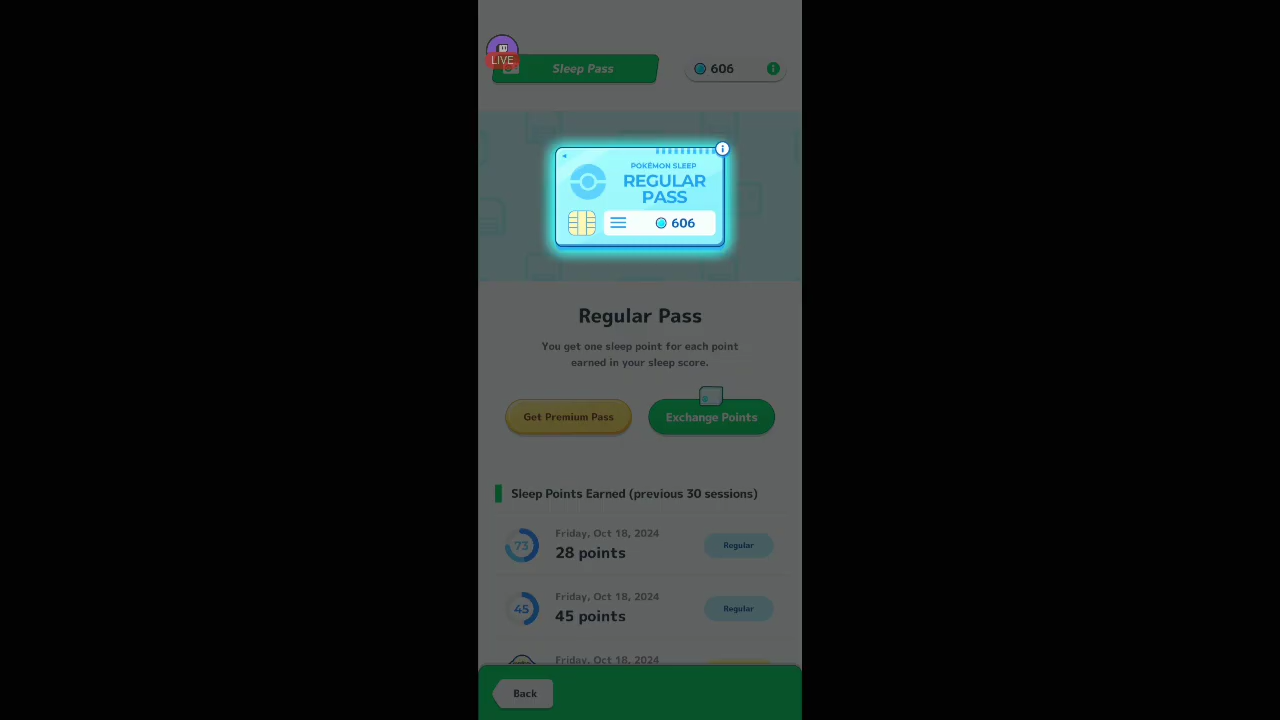 LIVE
Sleep Pass
606
POKÉMON SLEEP
REGULAR
PASS
606
Regular Pass
You get one sleep point for each point
earned in your sleep score.
Get Premium Pass
Exchange Points
Sleep Points Earned (previous 30 sessions)
73
Friday, Oct 18, 2024
28 points
Regular
45
Friday, Oct 18, 2024
45 points
Regular
Friday, Oct 18, 2024
Back